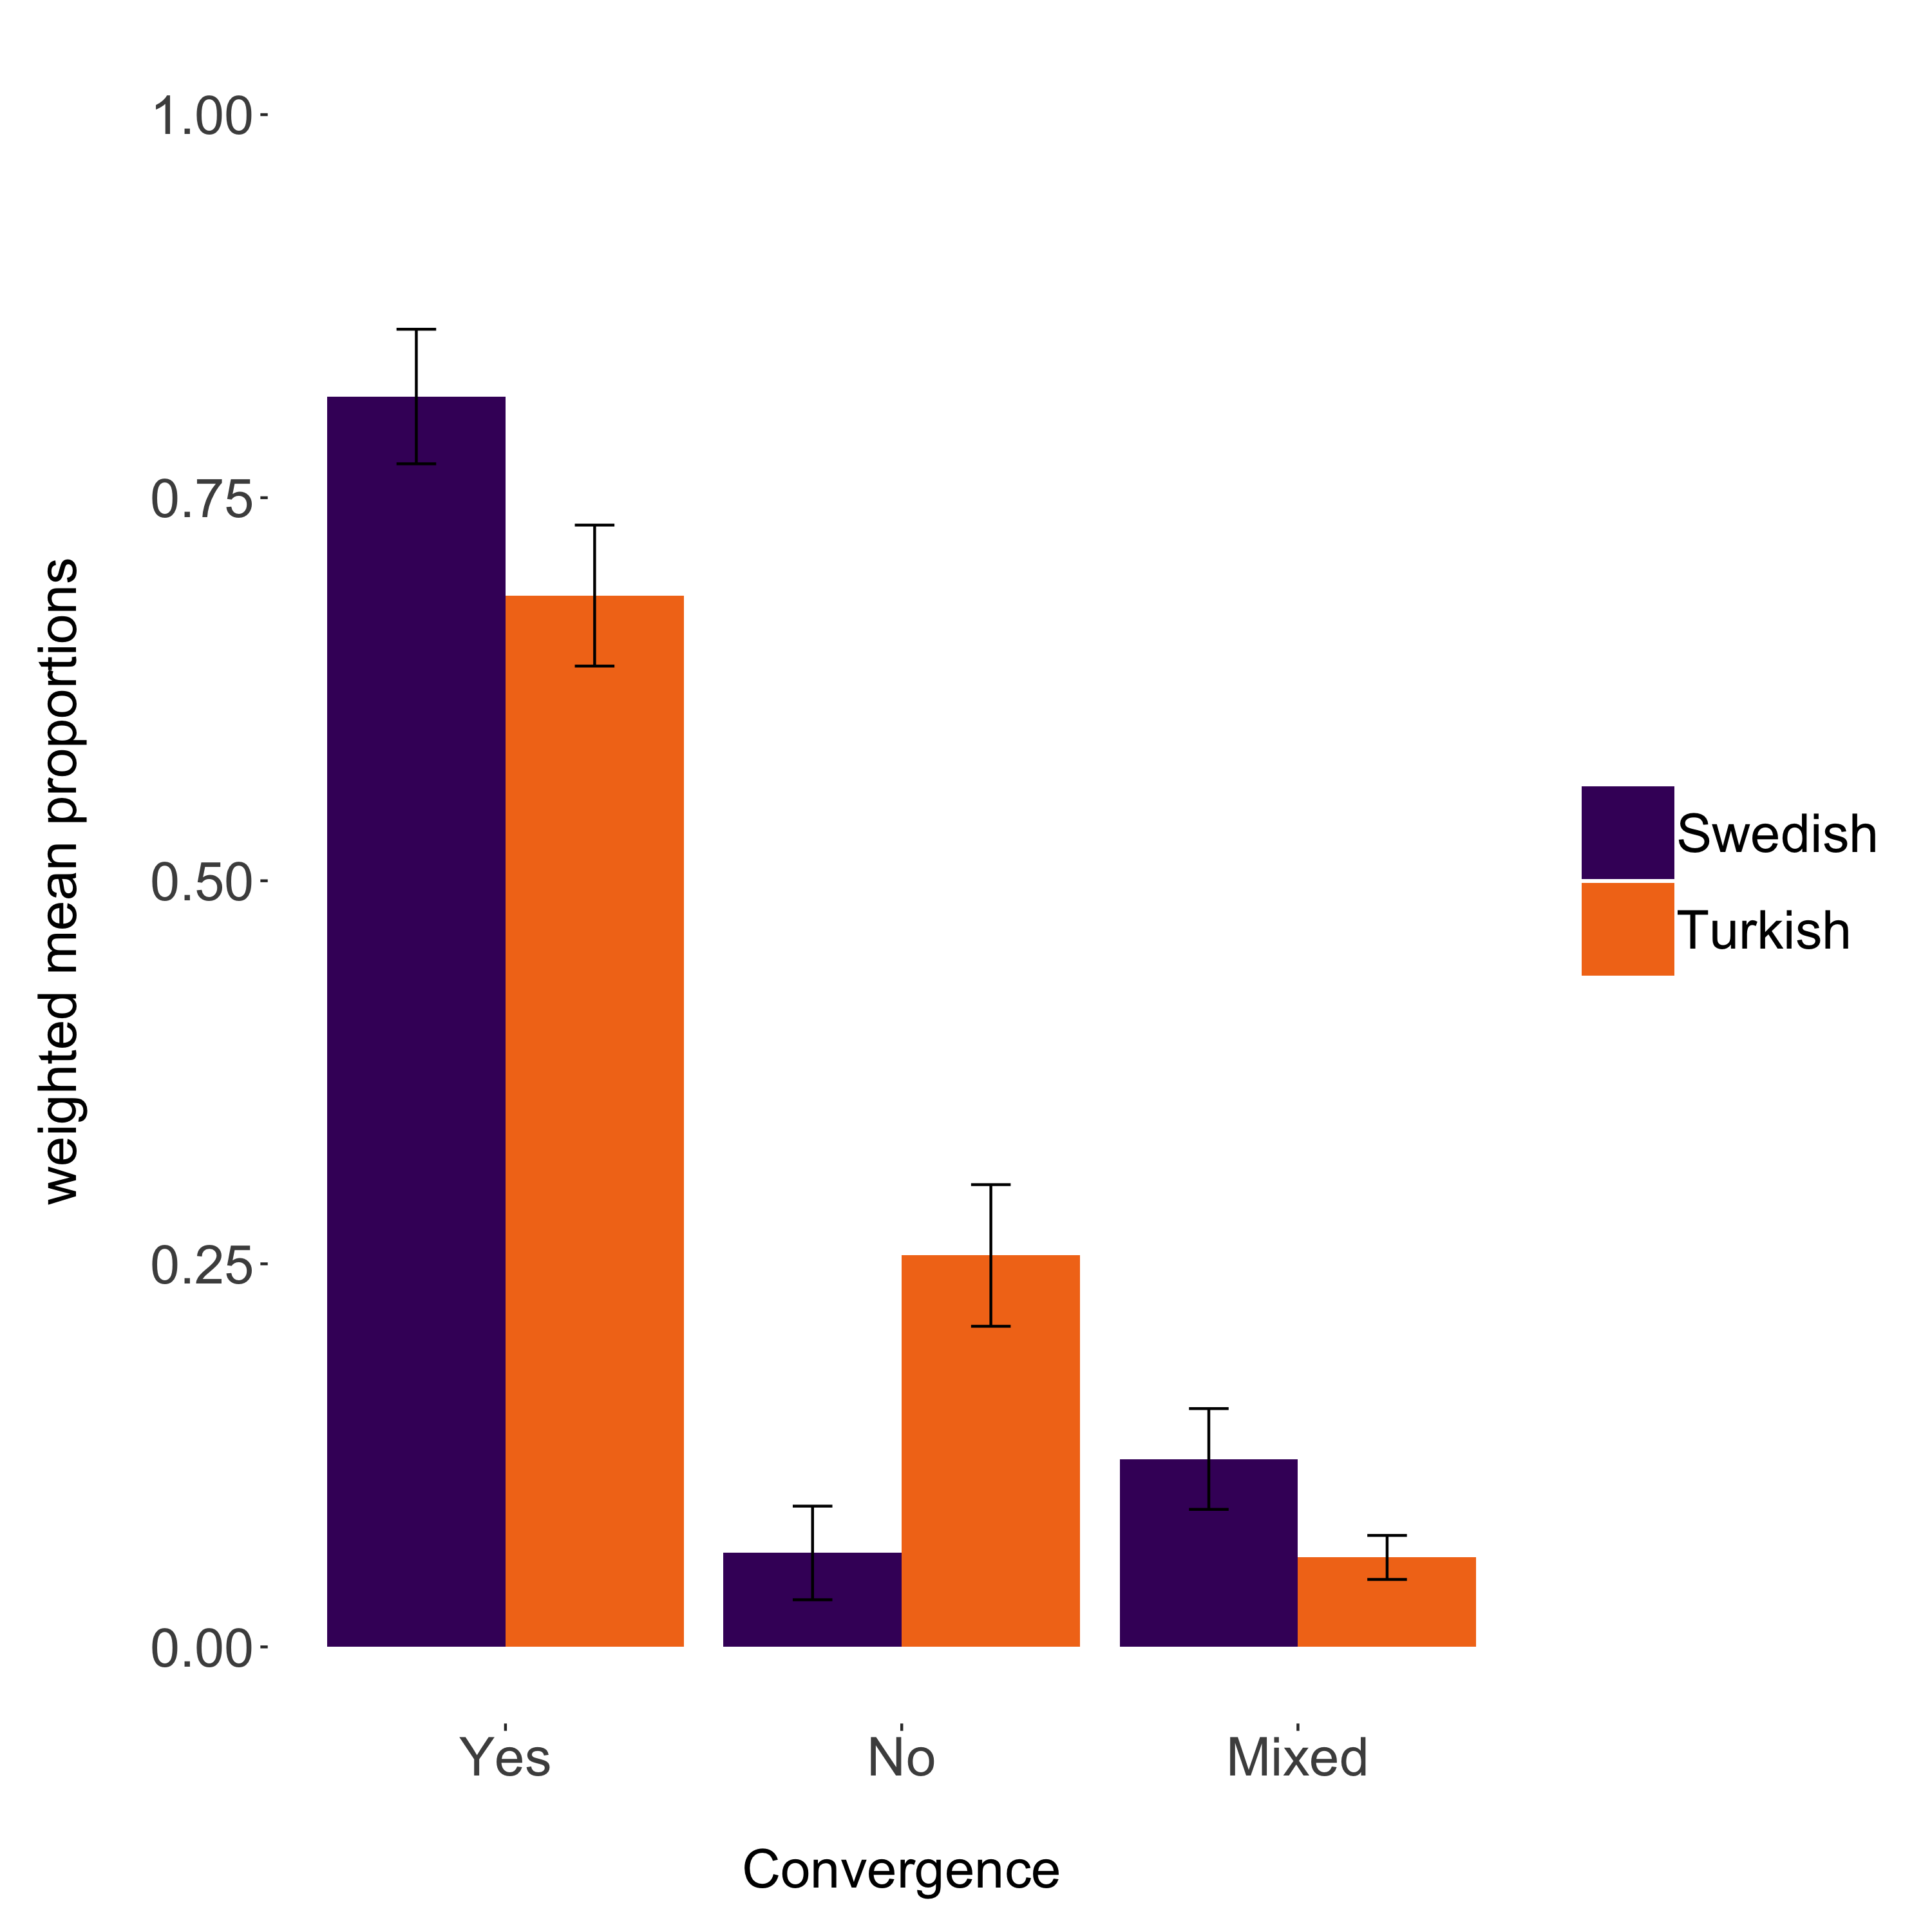 weighted mean proportions
1.00
0.75
0.50
0.25
0.00
Yes No Mixed
Convergence
Swedish
Turkish